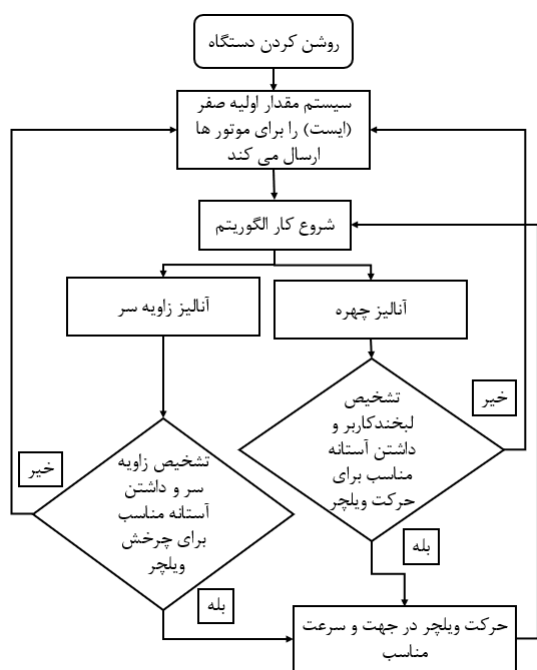 روشن کردن دستگاه
سیستم مقدار اولیه صفر
(ایست) را برای موتور ها
ارسال می کند
شروع کار الگوریتم
آنالیز زاویه سر
آنالیز چهره
تشخیص
لبخندکاربر و
داشتن آستانه
مناسب برای
حرکت ویلچر
خیر
تشخیص زاویه
سر و داشتن
آستانه مناسب
برای چرخش
ویلچر
خیر
بله
بله
حرکت ویلچر در جهت و سرعت
مناسب